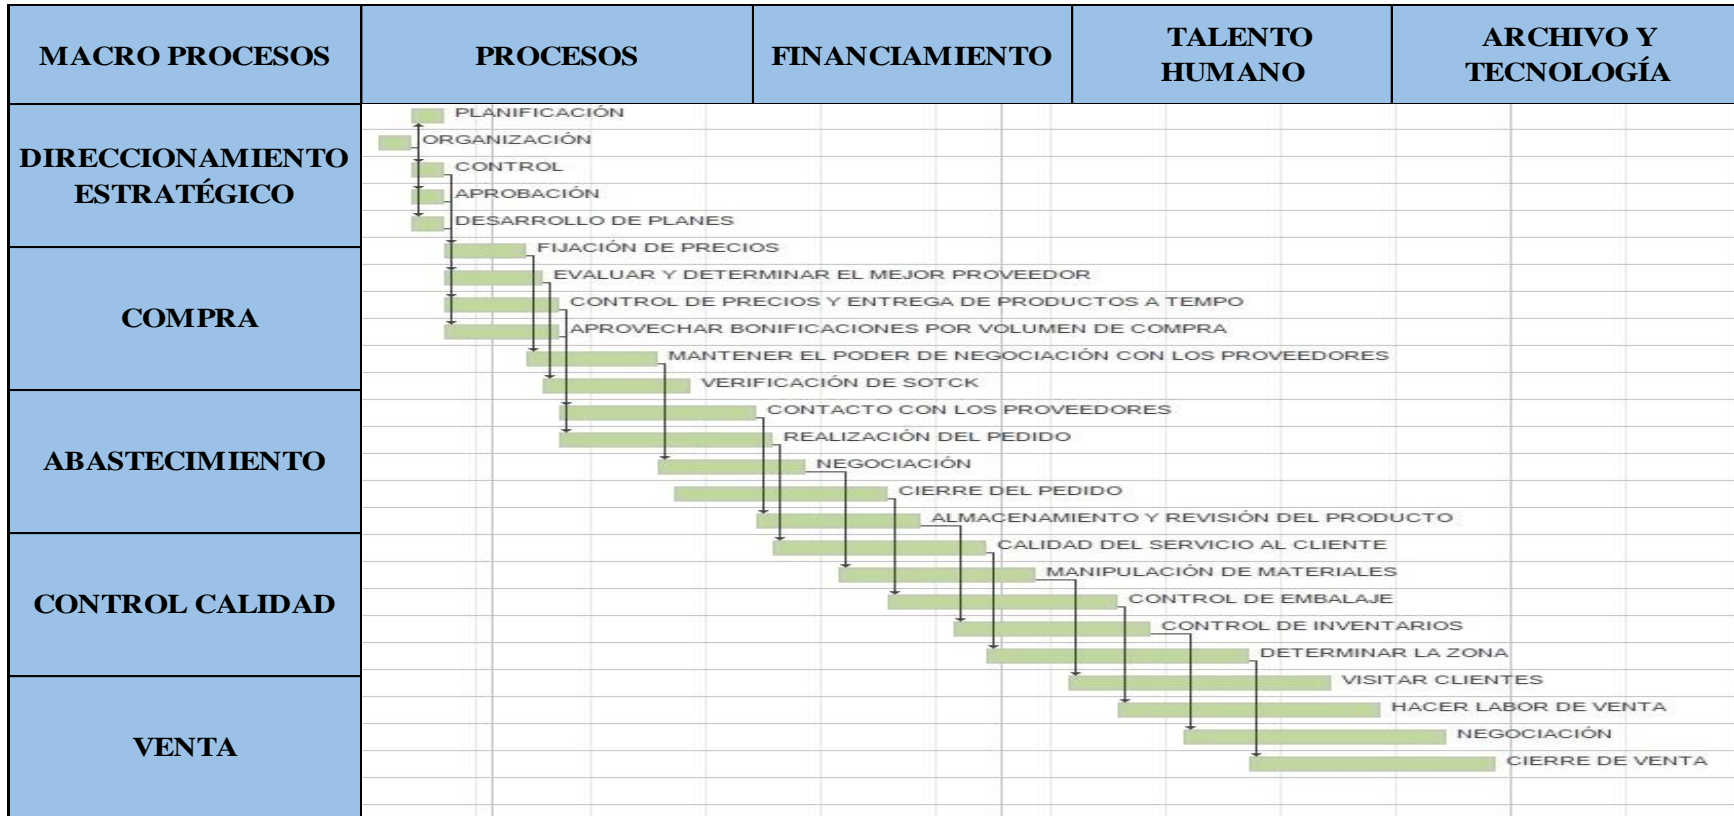 MACRO PROCESOS
PROCESOS
FINANCIAMIENTO
TALENTO
HUMANO
ARCHIVO Y
TECNOLOGÍA
DIRECCIONAMIENTO
ESTRATÉGICO
PLANIFICACIÓN
ORGANIZACIÓN
CONTROL
APROBACIÓN
DESARROLLO DE PLANES
COMPRA
FIJACIÓN DE PRECIOS
EVALUAR Y DETERMINAR EL MEJOR PROVEEDOR
CONTROL DE PRECIOS Y ENTREGA DE PRODUCTOS A TEMPO
APROVECHAR BONIFICACIONES POR VOLUMEN DE COMPRA
MANTENER EL PODER DE NEGOCIACIÓN CON LOS PROVEEDORES
ABASTECIMIENTO
VERIFICACIÓN DE SOTCK
CONTACTO CON LOS PROVEEDORES
REALIZACIÓN DEL PEDIDO
NEGOCIACIÓN
CIERRE DEL PEDIDO
ALMACENAMIENTO Y REVISIÓN DEL PRODUCTO
CONTROL CALIDAD
CALIDAD DEL SERVICIO AL CLIENTE
MANIPULACIÓN DE MATERIALES
CONTROL DE EMBALAJE
CONTROL DE INVENTARIOS
DETERMINAR LA ZONA
VENTA
VISITAR CLIENTES
HACER LABOR DE VENTA
NEGOCIACIÓN
CIERRE DE VENTA